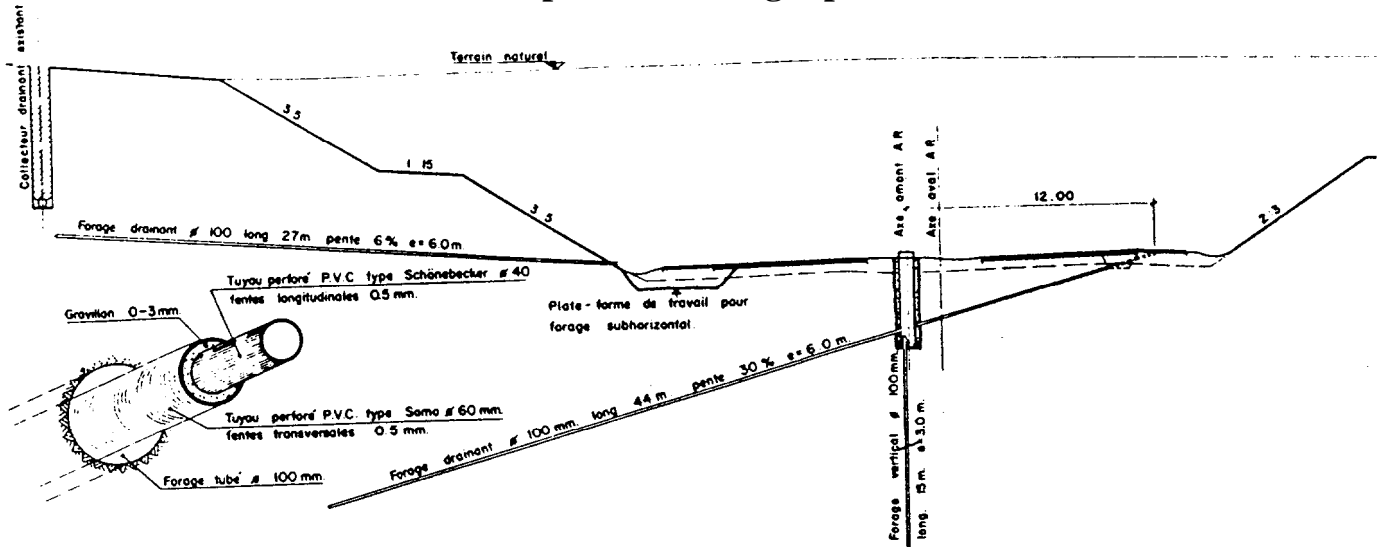 Collecteur drainant existant
Terrain naturel
3 5
1 15
3 5
Forage drainant ø 100 long 27m pente 6% e=6.0m.
Tuyau perforé P.V.C type Schönebecker ø 40
fentes longitudinales 0.5 mm.
Gravillon 0-3mm.
Plate-forme de travail pour
forage subhorizontal.
Axe amont A.R.
Axe aval A.R.
12.00
2:3
Tuyau perforé P.V.C. type Soma ø 60 mm.
fentes transversales 0.5 mm.
Forage tubé ø 100 mm.
Forage drainant ø 100 mm. long 44 m pente 30 % e=6.0 m.
Forage vertical ø 100mm.
long. 15m. e=3.0 m.